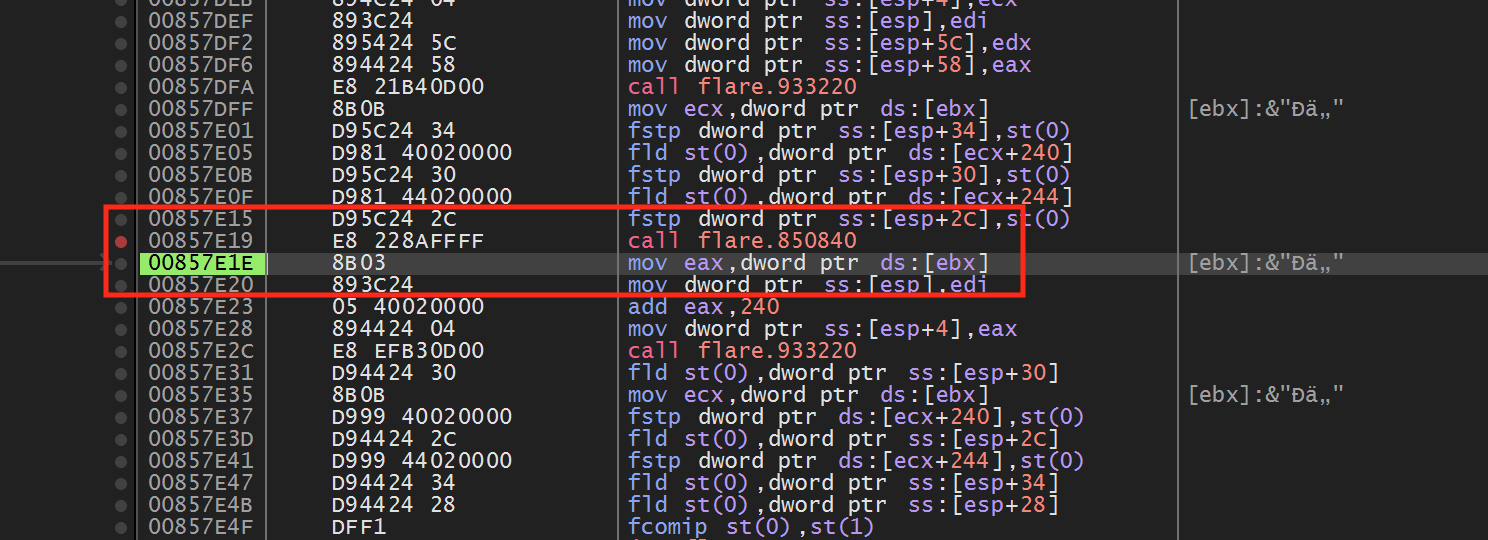 00857DEB 894C24 04 mov dword ptr ss:[esp+4],ecx
00857DEF 893C24 mov dword ptr ss:[esp],edi
00857DF2 895424 5C mov dword ptr ss:[esp+5C],edx
00857DF6 894424 58 mov dword ptr ss:[esp+58],eax
00857DFA E8 21B40D00 call flare.933220
00857DFF 8B0B mov ecx,dword ptr ds:[ebx] [ebx]:&"Ðä„"
00857E01 D95C24 34 fstp dword ptr ss:[esp+34],st(0)
00857E05 D981 40020000 fld st(0),dword ptr ds:[ecx+240]
00857E0B D95C24 30 fstp dword ptr ss:[esp+30],st(0)
00857E0F D981 44020000 fld st(0),dword ptr ds:[ecx+244]
00857E15 D95C24 2C fstp dword ptr ss:[esp+2C],st(0)
00857E19 E8 228AFFFF call flare.850840
00857E1E 8B03 mov eax,dword ptr ds:[ebx] [ebx]:&"Ðä„"
00857E20 893C24 mov dword ptr ss:[esp],edi
00857E23 05 40020000 add eax,240
00857E28 894424 04 mov dword ptr ss:[esp+4],eax
00857E2C E8 EFB30D00 call flare.933220
00857E31 D94424 30 fld st(0),dword ptr ss:[esp+30]
00857E35 8B0B mov ecx,dword ptr ds:[ebx] [ebx]:&"Ðä„"
00857E37 D999 40020000 fstp dword ptr ds:[ecx+240],st(0)
00857E3D D94424 2C fld st(0),dword ptr ss:[esp+2C]
00857E41 D999 44020000 fstp dword ptr ds:[ecx+244],st(0)
00857E47 D94424 34 fld st(0),dword ptr ss:[esp+34]
00857E4B D94424 28 fld st(0),dword ptr ss:[esp+28]
00857E4F DFF1 fcomip st(0),st(1)